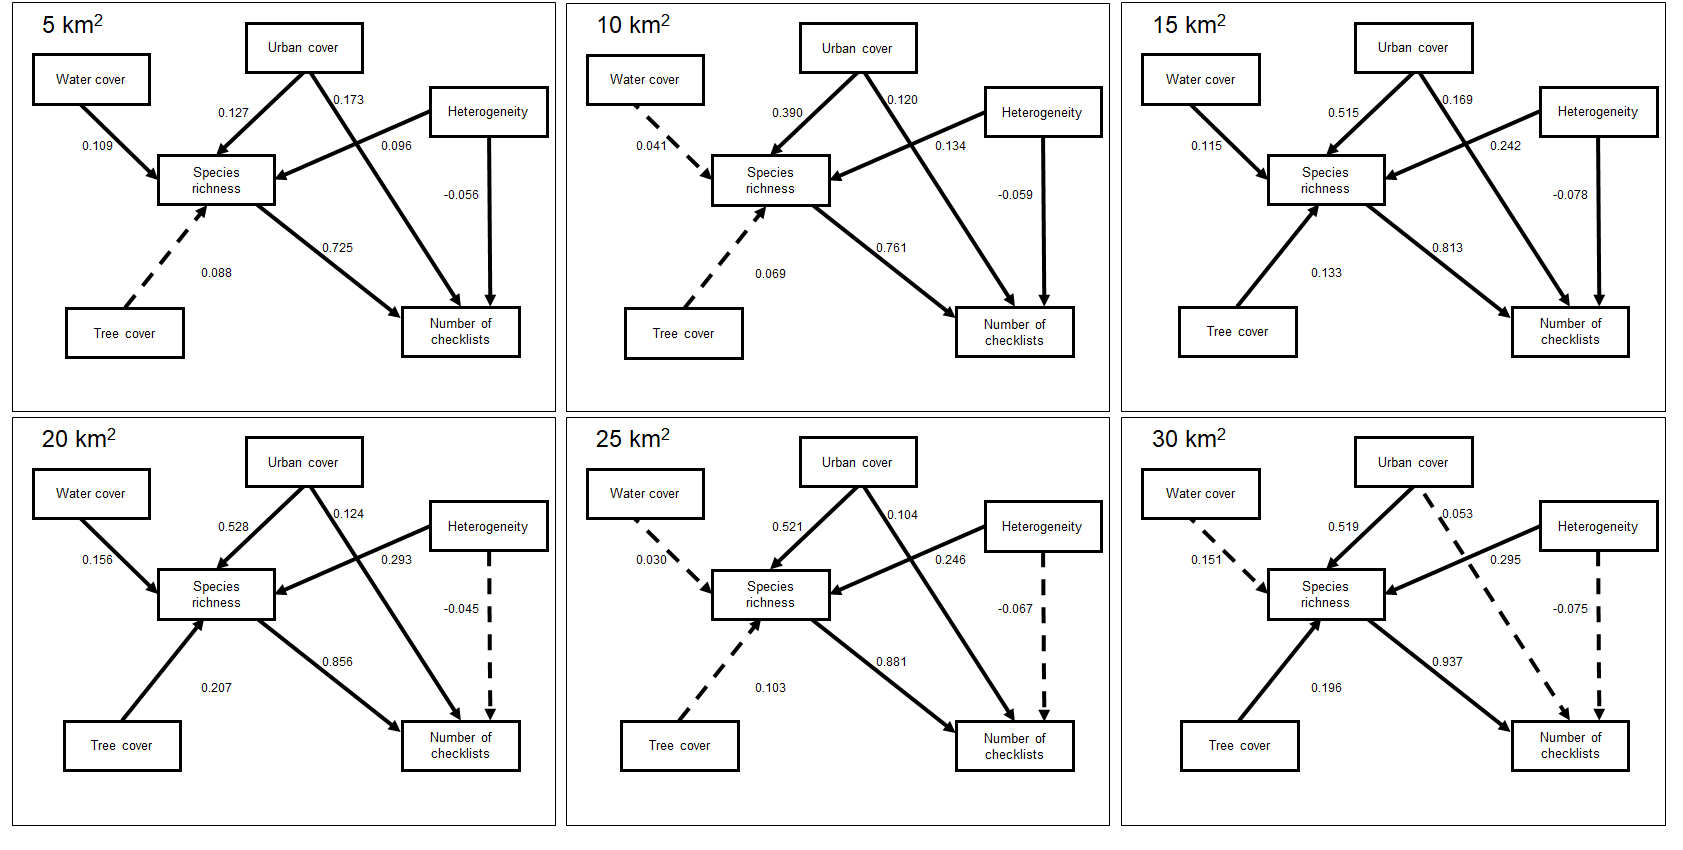 5 km²
Urban cover
Water cover
Heterogeneity
0.173
0.127
0.109
0.096
Species
richness
-0.056
0.725
0.088
Tree cover
Number of
checklists
10 km²
Urban cover
Water cover
Heterogeneity
0.120
0.390
0.041
0.134
Species
richness
-0.059
0.761
0.069
Tree cover
Number of
checklists
15 km²
Urban cover
Water cover
Heterogeneity
0.169
0.515
0.115
0.242
Species
richness
-0.078
0.813
0.133
Tree cover
Number of
checklists
20 km²
Urban cover
Water cover
Heterogeneity
0.124
0.528
0.156
0.293
Species
richness
-0.045
0.856
0.207
Tree cover
Number of
checklists
25 km²
Urban cover
Water cover
Heterogeneity
0.104
0.521
0.030
0.246
Species
richness
-0.067
0.881
0.103
Tree cover
Number of
checklists
30 km²
Urban cover
Water cover
Heterogeneity
0.053
0.519
0.151
0.295
Species
richness
-0.075
0.937
0.196
Tree cover
Number of
checklists